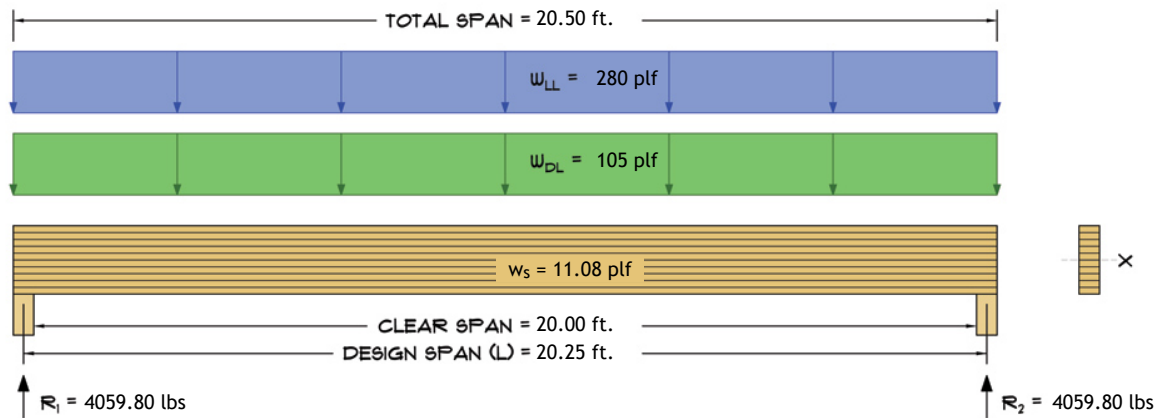 TOTAL SPAN = 20.50 ft.
wLL = 280 plf
wDL = 105 plf
ws = 11.08 plf
X
CLEAR SPAN = 20.00 ft.
DESIGN SPAN (L) = 20.25 ft.
R1 = 4059.80 lbs
R2 = 4059.80 lbs